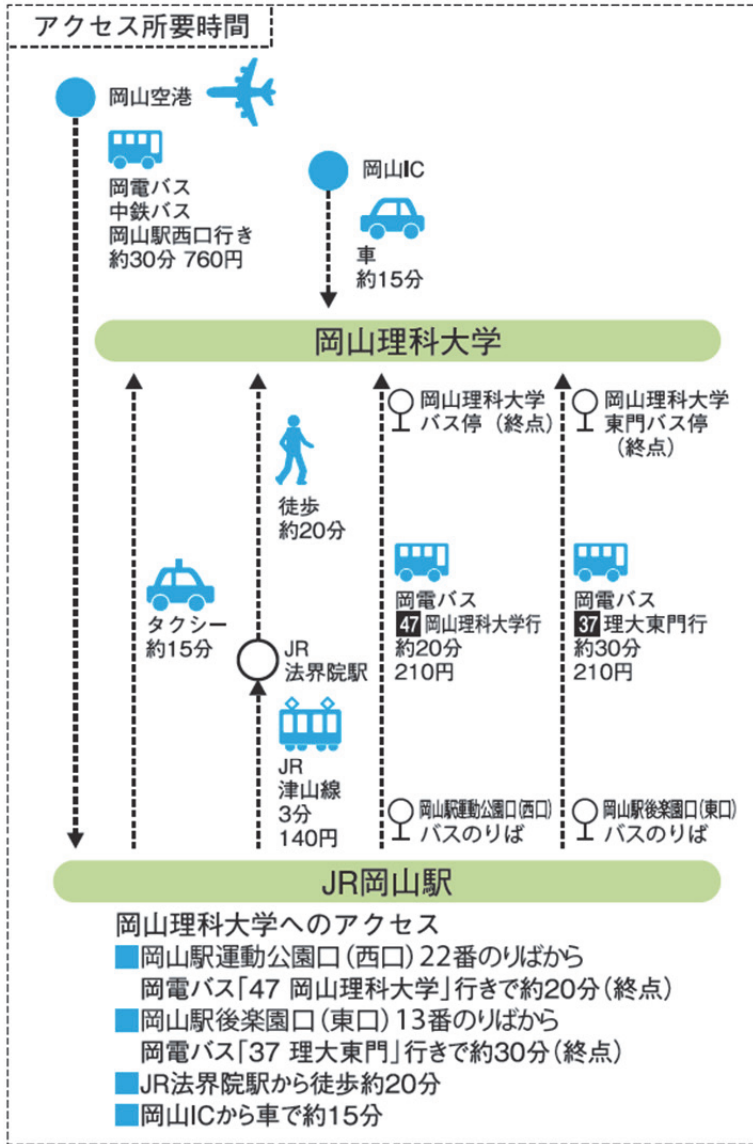 アクセス所要時間
岡山空港
岡電バス
中鉄バス
岡山駅西口行き
約30分 760円
岡山IC
車
約15分
岡山理科大学
タクシー
約15分
徒歩
約20分
JR
法界院駅
JR
津山線
3分
140円
岡山理科大学
バス停（終点）
岡電バス
47 岡山理科大学行
約20分
210円
岡山駅運動公園口(西口)
バスのりば
岡山理科大学
東門バス停
（終点）
岡電バス
37 理大東門行
約30分
210円
岡山駅後楽園口(東口)
バスのりば
JR岡山駅
岡山理科大学へのアクセス
■岡山駅運動公園口（西口）22番のりばから
岡電バス「47 岡山理科大学」行きで約20分（終点）
■岡山駅後楽園口（東口）13番のりばから
岡電バス「37 理大東門」行きで約30分（終点）
■JR法界院駅から徒歩約20分
■岡山ICから車で約15分